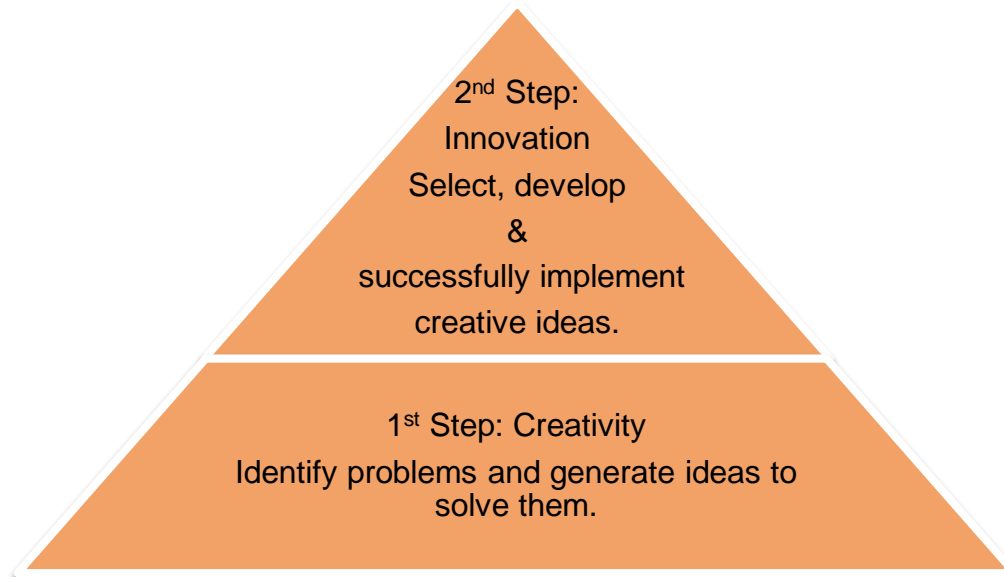 2nd Step:
Innovation
Select, develop
&
successfully implement
creative ideas.
1st Step: Creativity
Identify problems and generate ideas to
solve them.